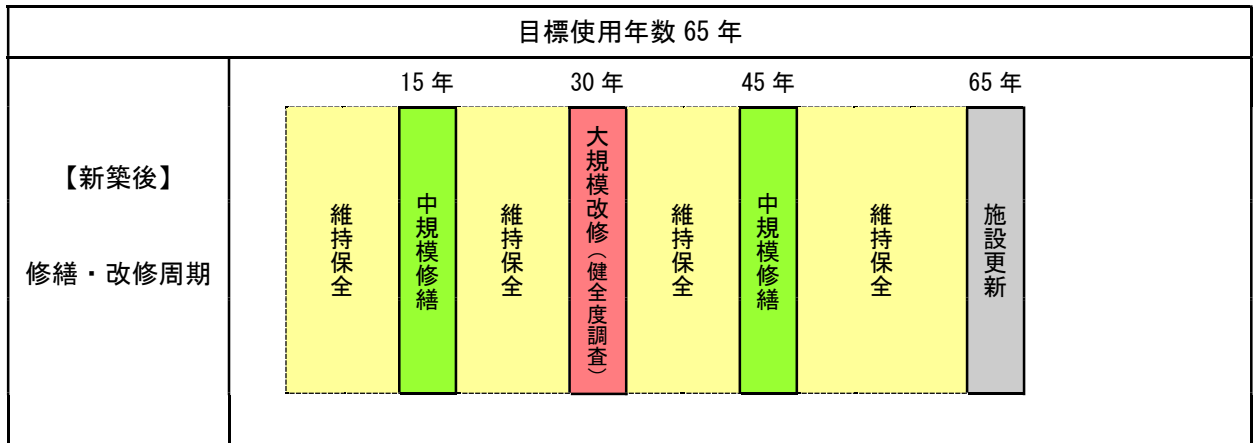 目標使用年数 65 年
15 年
30 年
45 年
65 年
【新築後】
修繕・改修周期
維持保全
中規模修繕
維持保全
大規模改修（健全度調査）
維持保全
中規模修繕
維持保全
施設更新